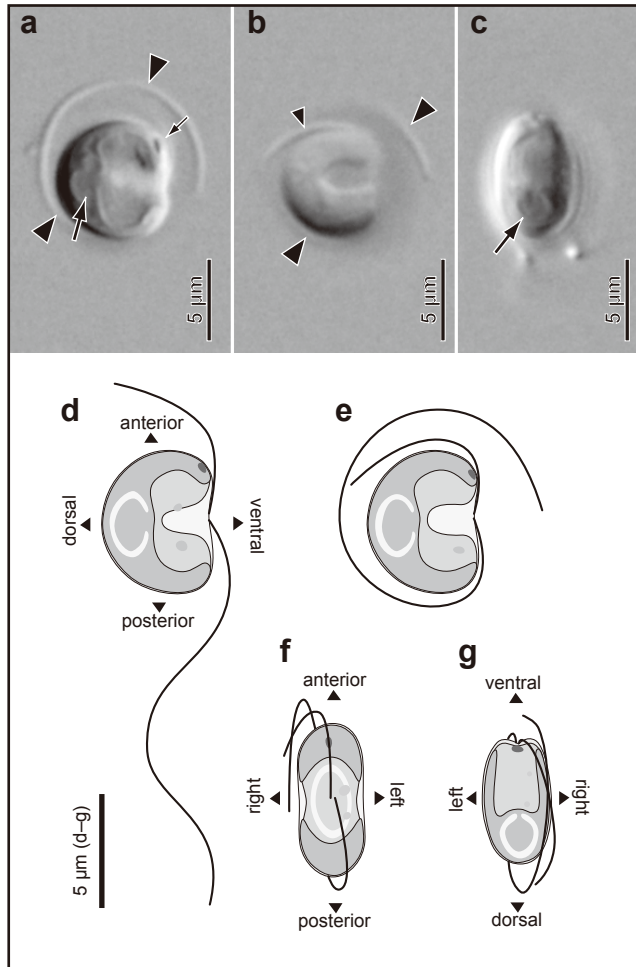 a
b
c
5 μm
5 μm
5 μm
d
anterior
dorsal
ventral
posterior
e
f
anterior
right
left
posterior
g
ventral
left
right
dorsal
5 μm (d–g)